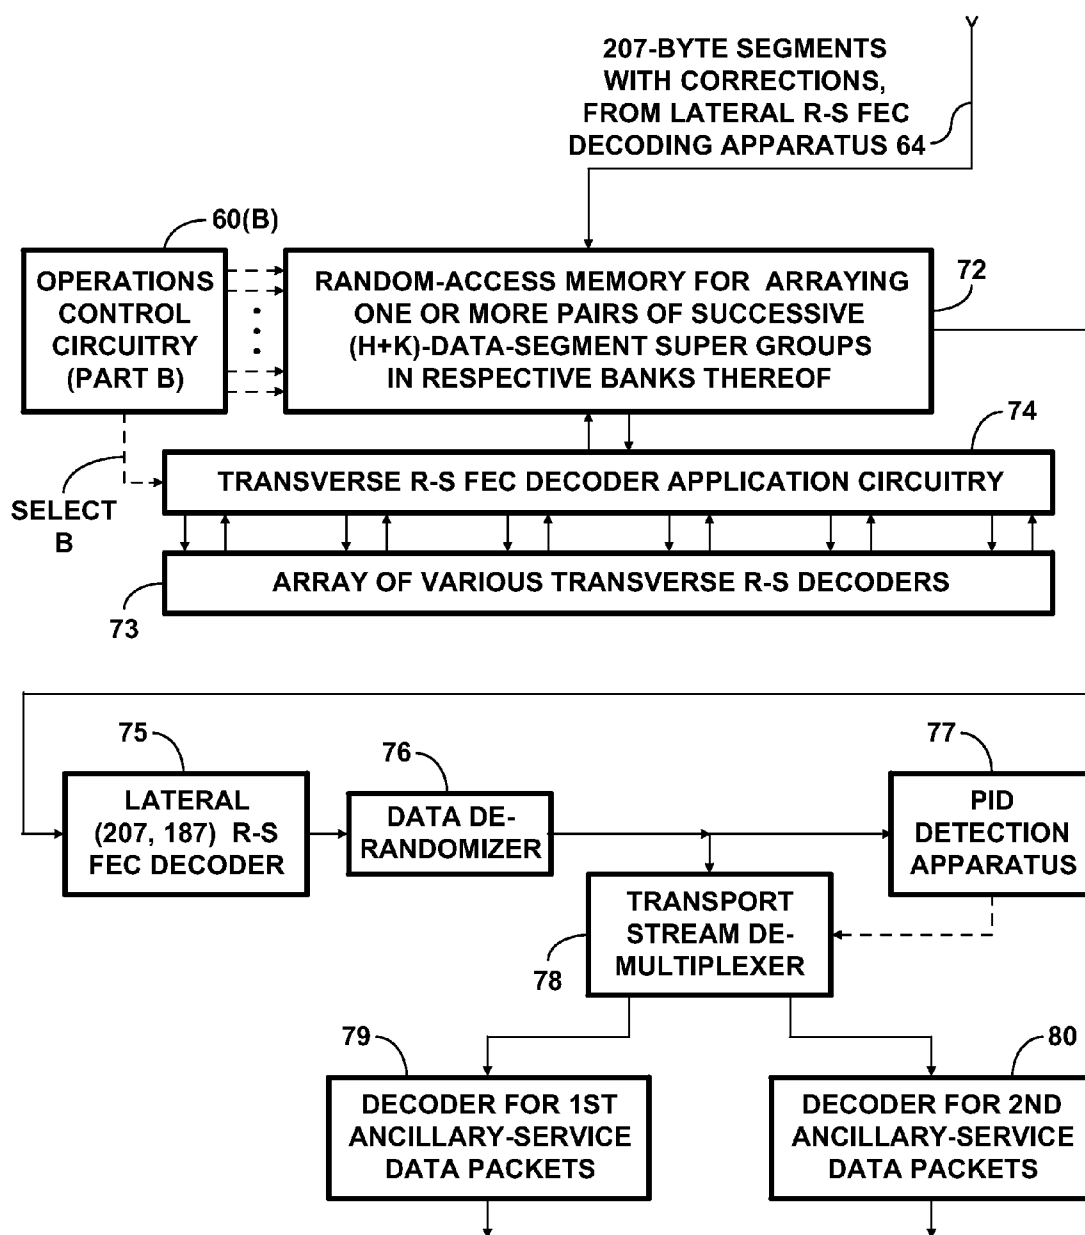 207-BYTE SEGMENTS
WITH CORRECTIONS,
FROM LATERAL R-S FEC
DECODING APPARATUS 64
60(B)
OPERATIONS
CONTROL
CIRCUITRY
(PART B)
RANDOM-ACCESS MEMORY FOR ARRAYING
ONE OR MORE PAIRS OF SUCCESSIVE
(H+K)-DATA-SEGMENT SUPER GROUPS
IN RESPECTIVE BANKS THEREOF
72
74
SELECT
B
TRANSVERSE R-S FEC DECODER APPLICATION CIRCUITRY
ARRAY OF VARIOUS TRANSVERSE R-S DECODERS
73
75
LATERAL
(207, 187) R-S
FEC DECODER
76
DATA DE-
RANDOMIZER
77
PID
DETECTION
APPARATUS
TRANSPORT
STREAM DE-
MULTIPLEXER
78
79
DECODER FOR 1ST
ANCILLARY-SERVICE
DATA PACKETS
80
DECODER FOR 2ND
ANCILLARY-SERVICE
DATA PACKETS